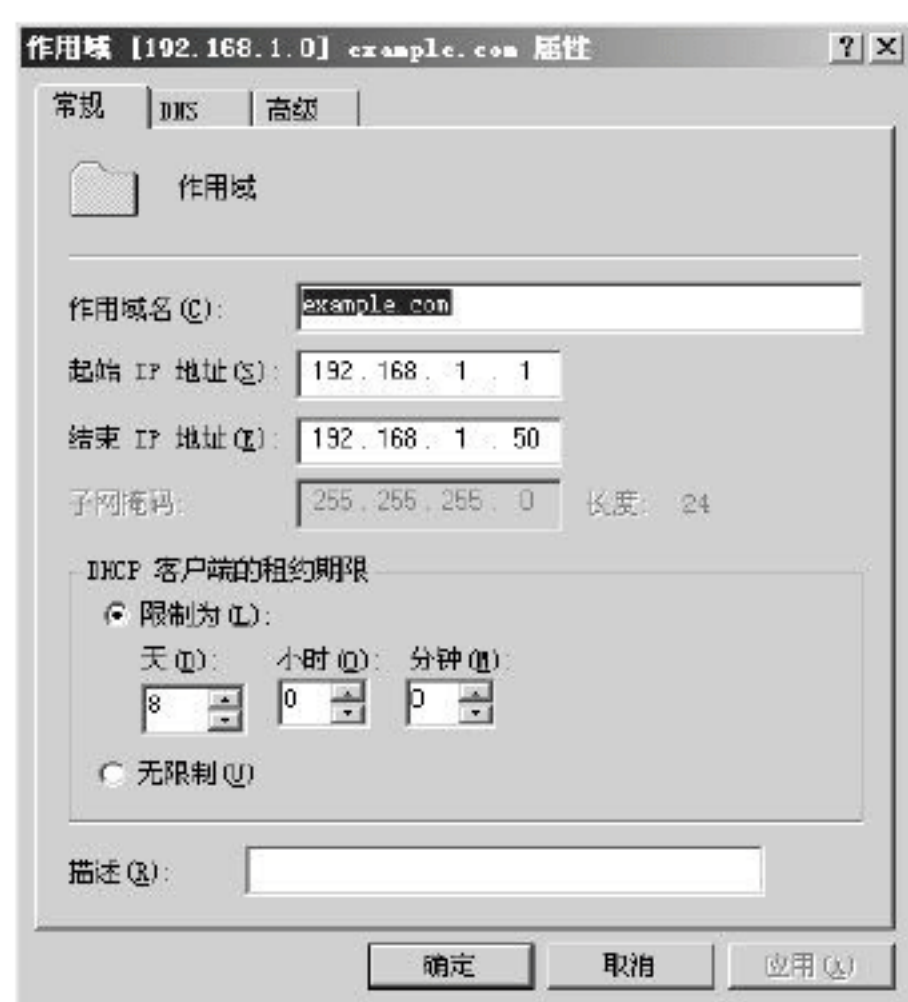 作用域 [192.168.1.0] example.com 属性
常规 DNS 高级
作用域
作用域名(C): example.com
起始 IP 地址(S): 192.168.1.1
结束 IP 地址(E): 192.168.1.50
子网掩码: 255.255.255.0 长度: 24
DHCP 客户端的租约期限
限制为(L):
天(D): 小时(O): 分钟(M):
8 0 0
无限制(U)
描述(R):
确定 取消 应用(A)